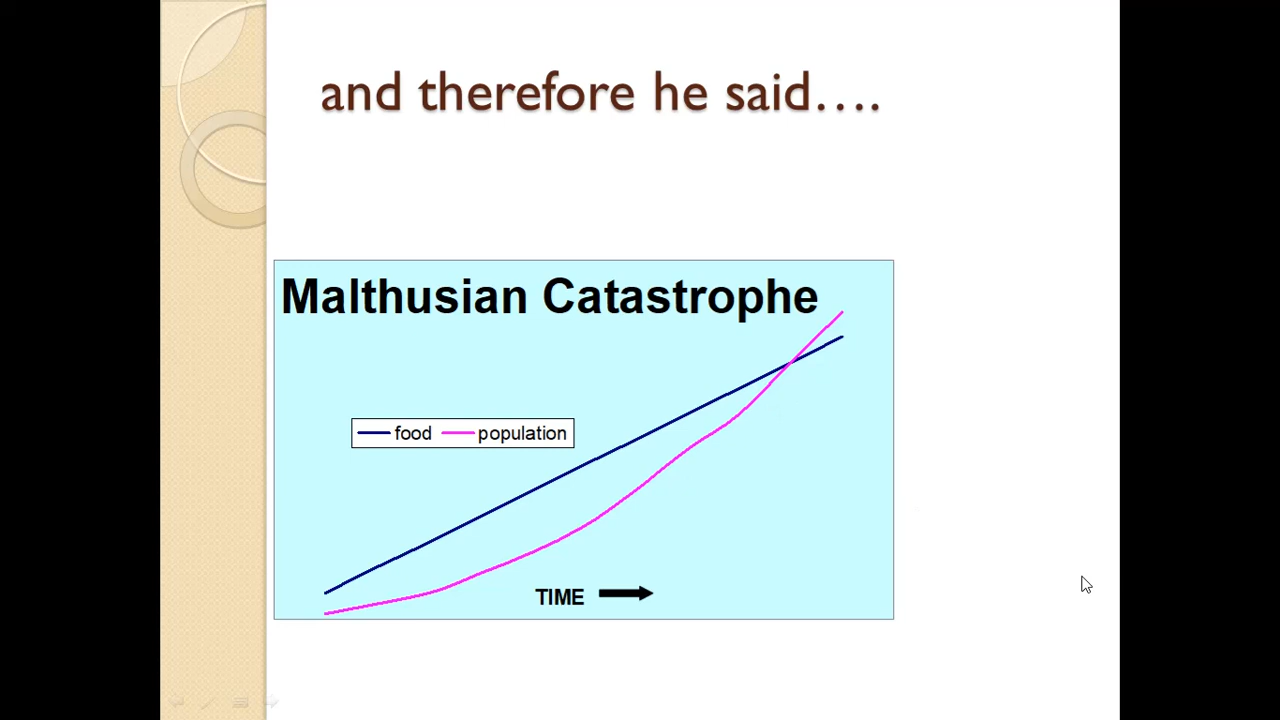 and therefore he said….
Malthusian Catastrophe
food population
TIME